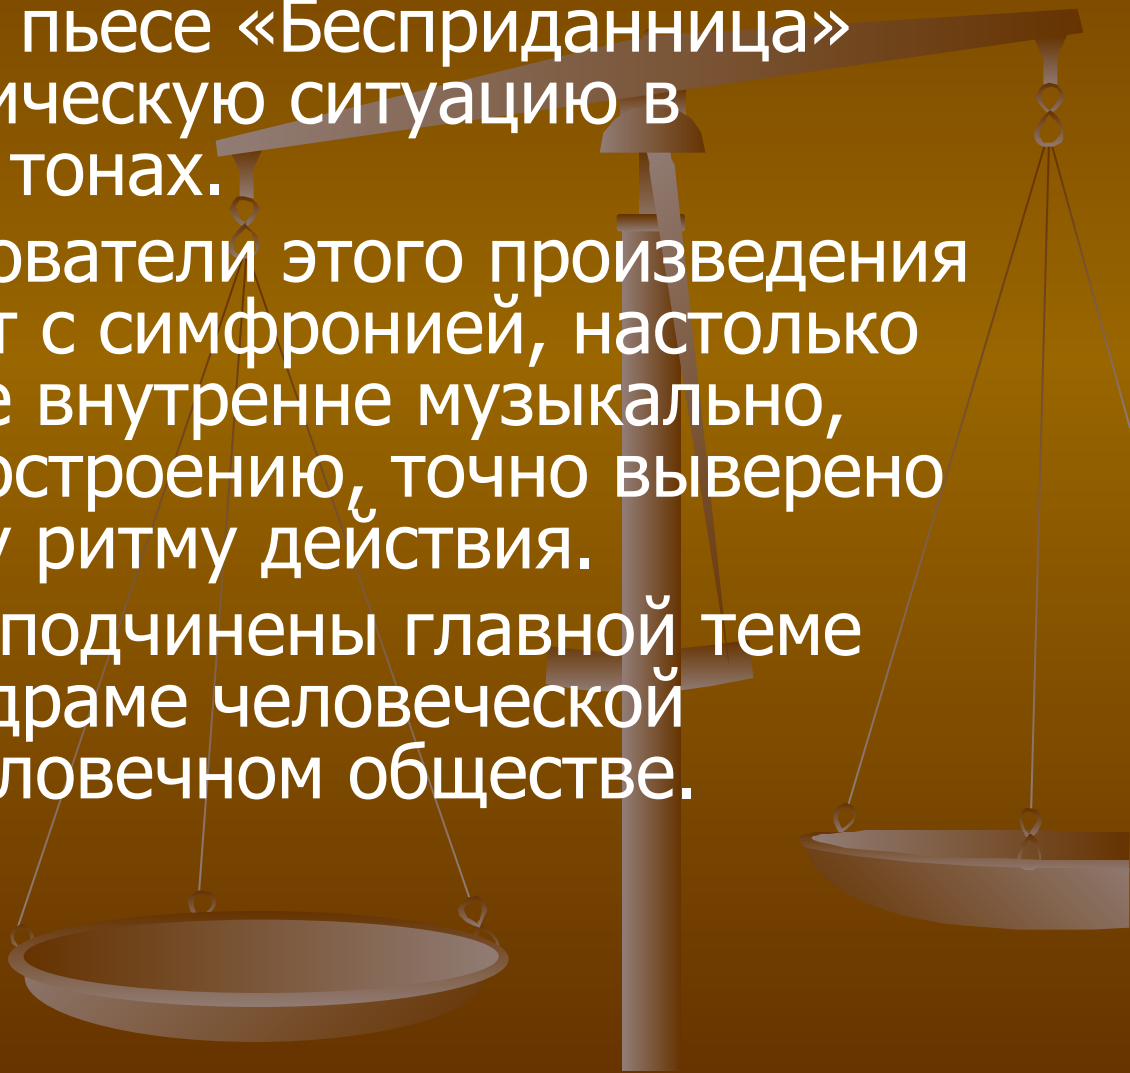 пьесе «Бесприданница»
ическую ситуацию в
тонах.
ователи этого произведения
т с симфронией, настолько
е внутренне музыкально,
остроению, точно выверено
у ритму действия.
подчинены главной теме
драме человеческой
ловечном обществе.